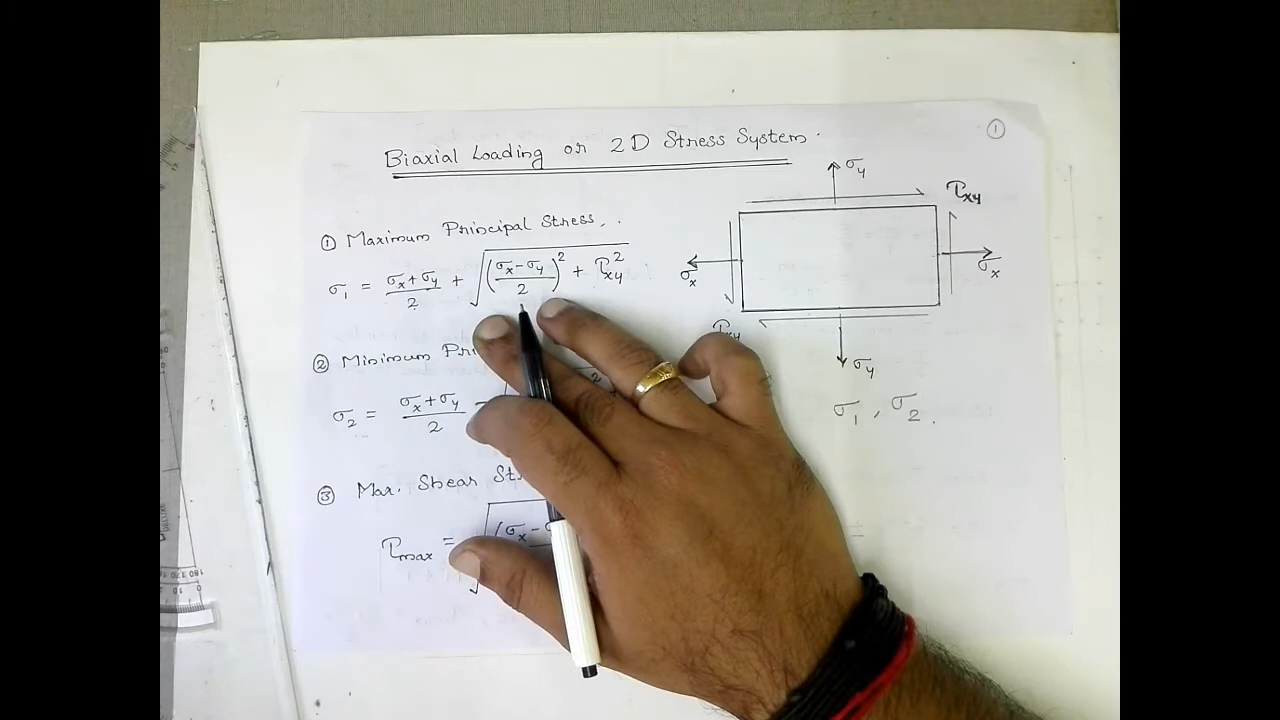 ①
Biaxial Loading or 2D Stress System.
① Maximum Principal Stress,.
σ₁ = (σx+σy)/2 + √(((σx-σy)/2)² + τxy²)
② Minimum
σ₂ = (σx+σy)/2 -
③ Max. Shear
τmax =
σy
τxy
σx
σx
τxy
σy
σ₁ , σ₂ .